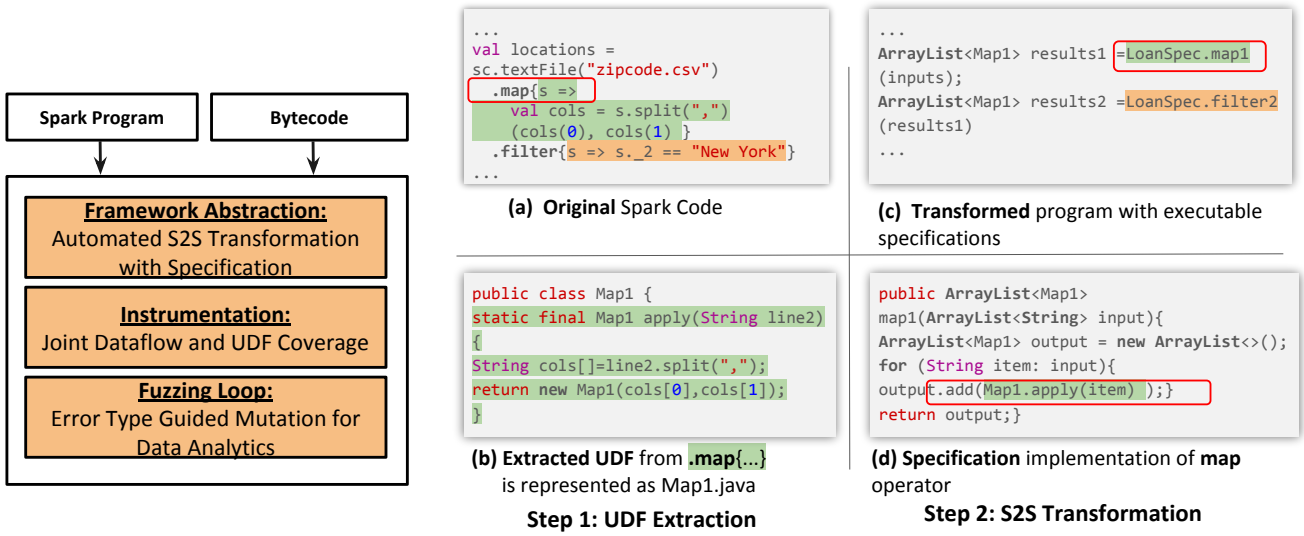 Spark Program
Bytecode
Framework Abstraction:
Automated S2S Transformation
with Specification
Instrumentation:
Joint Dataflow and UDF Coverage
Fuzzing Loop:
Error Type Guided Mutation for
Data Analytics
...
val locations =
sc.textFile("zipcode.csv")
.map{s =>
val cols = s.split(",")
(cols(0), cols(1) }
.filter{s => s._2 == "New York"}
...
(a) Original Spark Code
public class Map1 {
static final Map1 apply(String line2)
{
String cols[]=line2.split(",");
return new Map1(cols[0],cols[1]);
}
(b) Extracted UDF from .map{...}
is represented as Map1.java
Step 1: UDF Extraction
...
ArrayList<Map1> results1 =LoanSpec.map1
(inputs);
ArrayList<Map1> results2 =LoanSpec.filter2
(results1)
...
(c) Transformed program with executable
specifications
public ArrayList<Map1>
map1(ArrayList<String> input){
ArrayList<Map1> output = new ArrayList<>();
for (String item: input){
output.add(Map1.apply(item) );}
return output;}
(d) Specification implementation of map
operator
Step 2: S2S Transformation